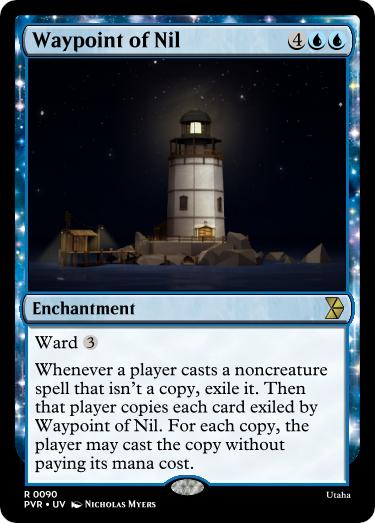 Waypoint of Nil 4
Enchantment
Ward 3
Whenever a player casts a noncreature
spell that isn't a copy, exile it. Then
that player copies each card exiled by
Waypoint of Nil. For each copy, the
player may cast the copy without
paying its mana cost.
R 0090
Utaha
PVR • UV Nicholas Myers